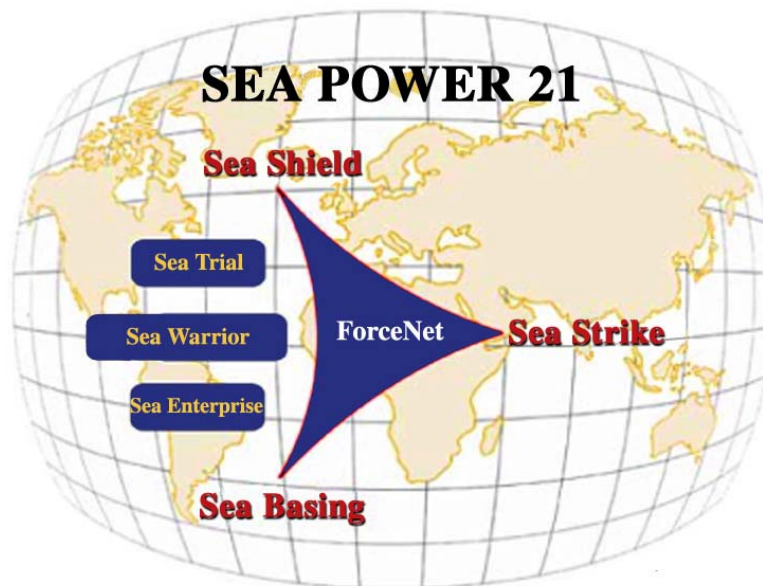 SEA POWER 21
Sea Shield
Sea Trial
Sea Warrior
ForceNet
Sea Strike
Sea Enterprise
Sea Basing